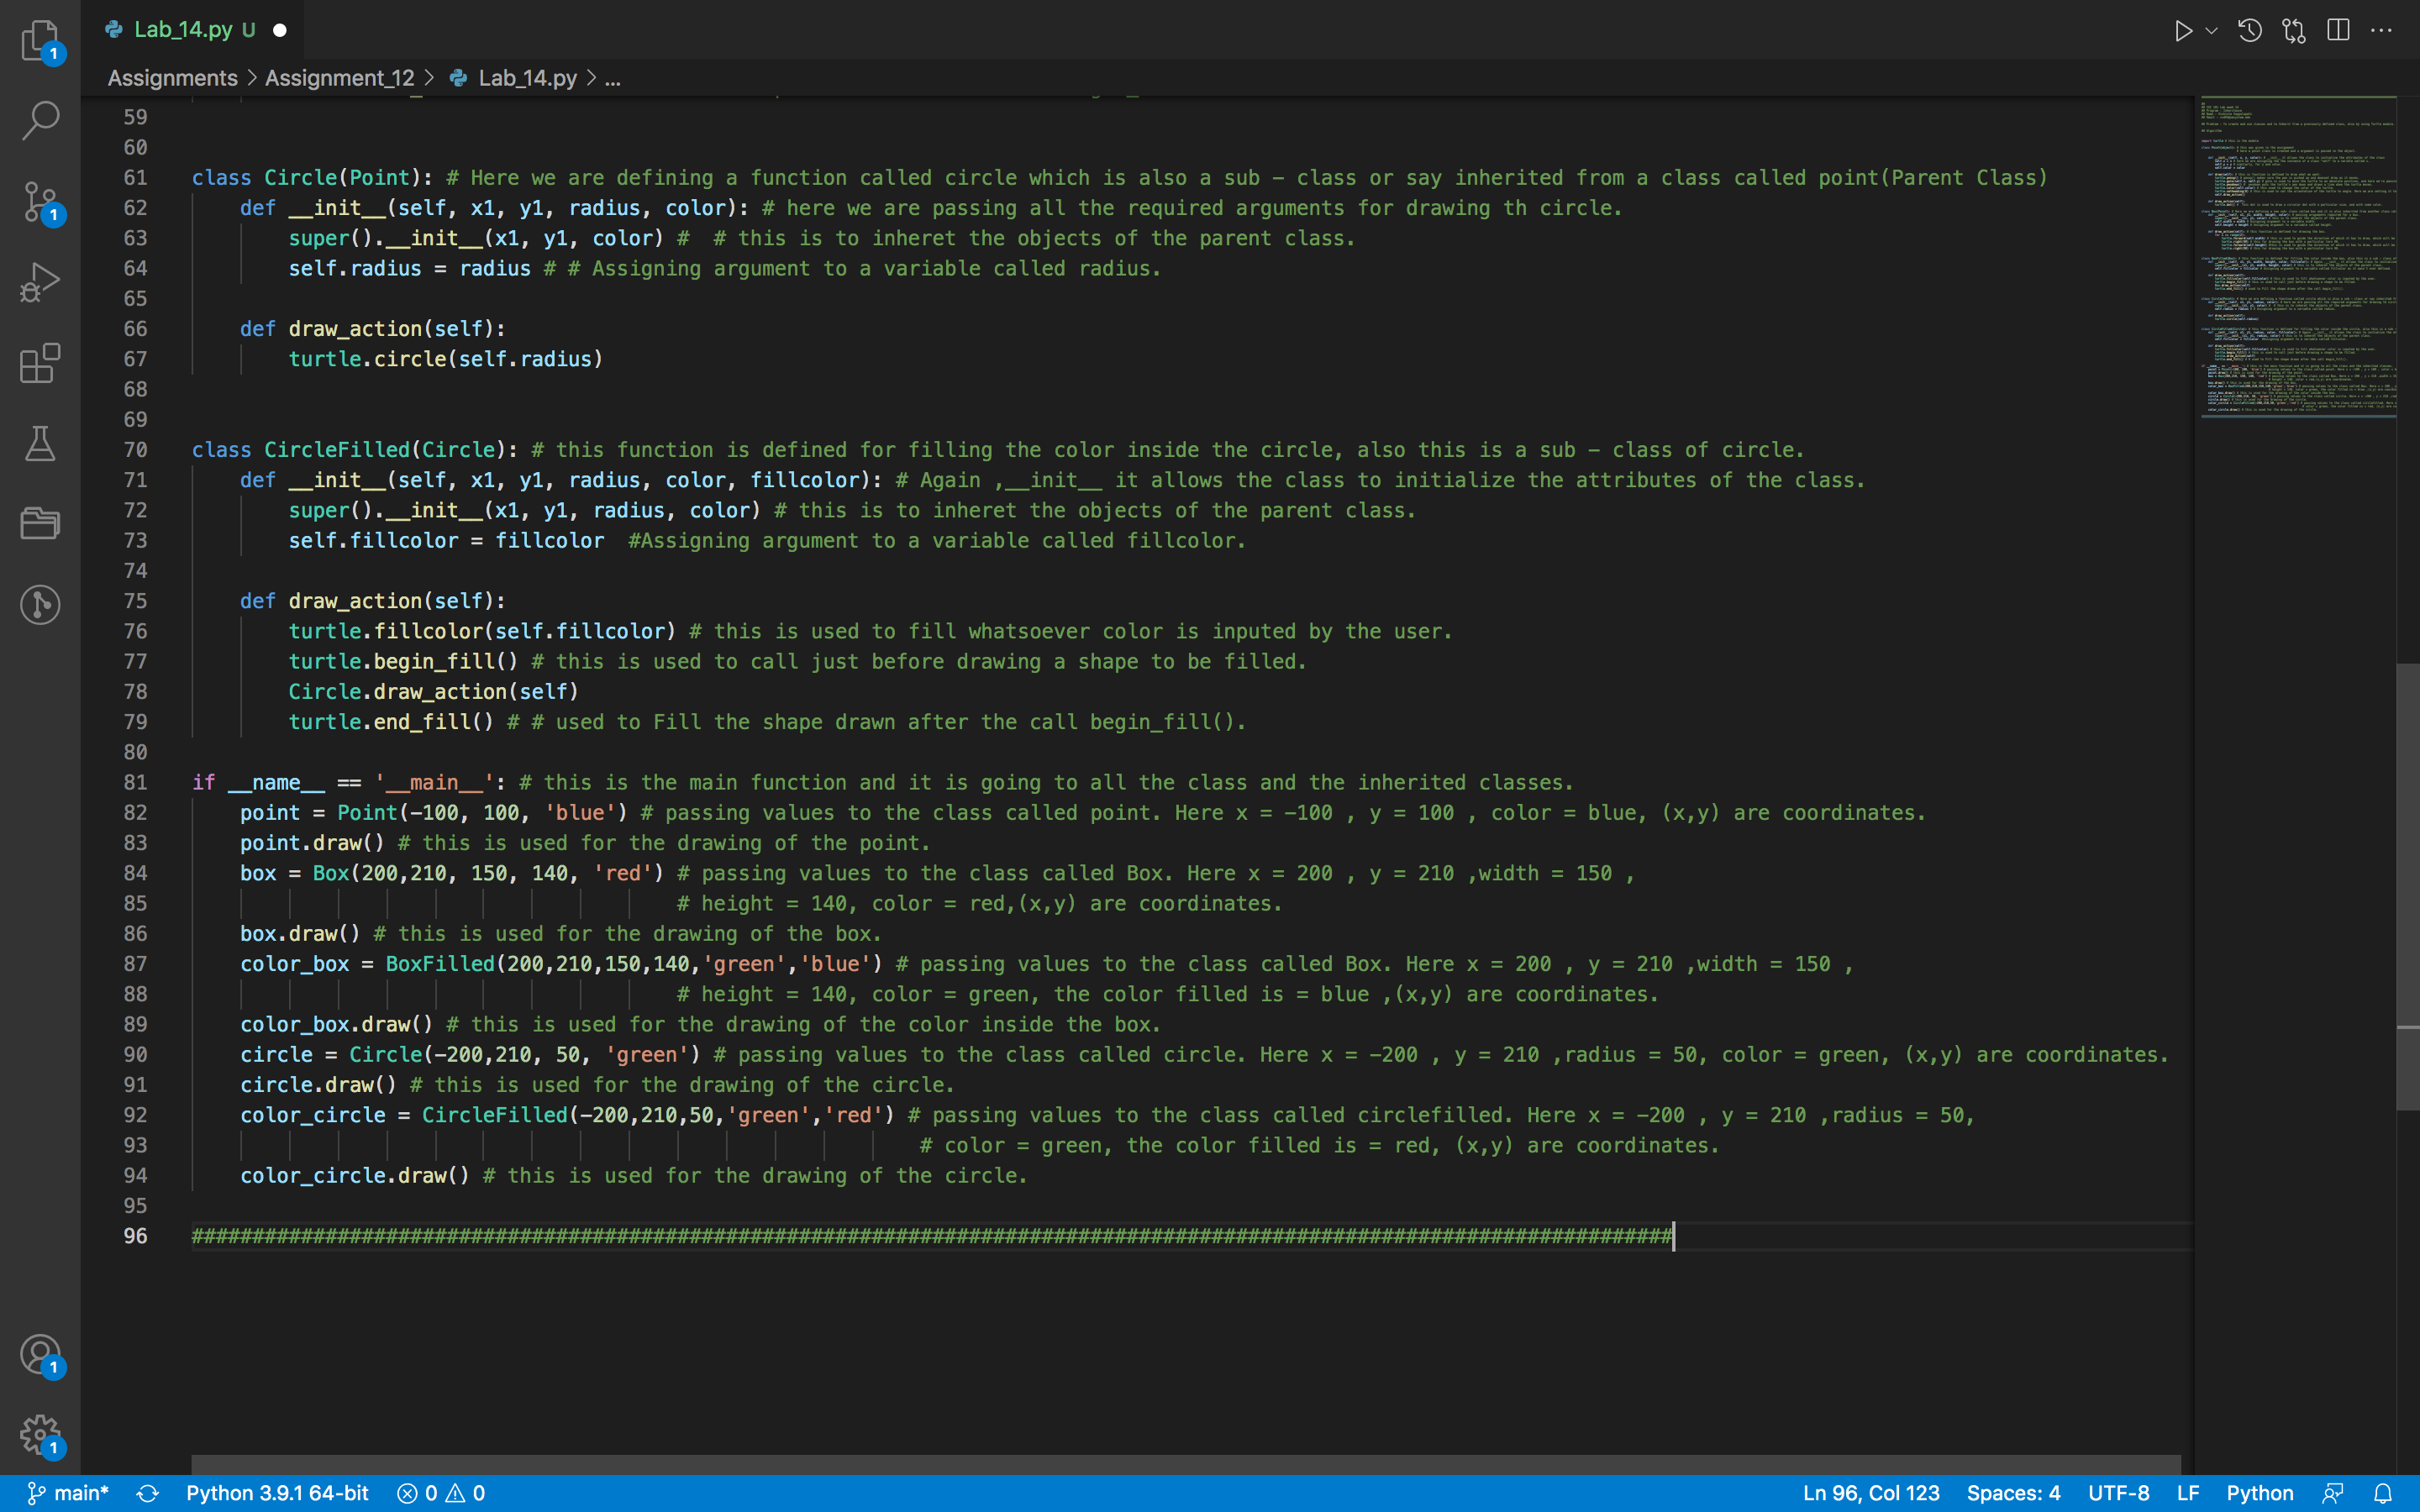 Lab_14.py U
Assignments > Assignment_12 > Lab_14.py > ...
59
60
61 class Circle(Point): # Here we are defining a function called circle which is also a sub - class or say inherited from a class called point(Parent Class)
62     def __init__(self, x1, y1, radius, color): # here we are passing all the required arguments for drawing th circle.
63         super().__init__(x1, y1, color) #  # this is to inheret the objects of the parent class.
64         self.radius = radius # # Assigning argument to a variable called radius.
65
66     def draw_action(self):
67         turtle.circle(self.radius)
68
69
70 class CircleFilled(Circle): # this function is defined for filling the color inside the circle, also this is a sub - class of circle.
71     def __init__(self, x1, y1, radius, color, fillcolor): # Again ,__init__ it allows the class to initialize the attributes of the class.
72         super().__init__(x1, y1, radius, color) # this is to inheret the objects of the parent class.
73         self.fillcolor = fillcolor  #Assigning argument to a variable called fillcolor.
74
75     def draw_action(self):
76         turtle.fillcolor(self.fillcolor) # this is used to fill whatsoever color is inputed by the user.
77         turtle.begin_fill() # this is used to call just before drawing a shape to be filled.
78         Circle.draw_action(self)
79         turtle.end_fill() # # used to Fill the shape drawn after the call begin_fill().
80
81 if __name__ == '__main__': # this is the main function and it is going to all the class and the inherited classes.
82     point = Point(-100, 100, 'blue') # passing values to the class called point. Here x = -100 , y = 100 , color = blue, (x,y) are coordinates.
83     point.draw() # this is used for the drawing of the point.
84     box = Box(200,210, 150, 140, 'red') # passing values to the class called Box. Here x = 200 , y = 210 ,width = 150 ,
85                                         # height = 140, color = red,(x,y) are coordinates.
86     box.draw() # this is used for the drawing of the box.
87     color_box = BoxFilled(200,210,150,140,'green','blue') # passing values to the class called Box. Here x = 200 , y = 210 ,width = 150 ,
88                                         # height = 140, color = green, the color filled is = blue ,(x,y) are coordinates.
89     color_box.draw() # this is used for the drawing of the color inside the box.
90     circle = Circle(-200,210, 50, 'green') # passing values to the class called circle. Here x = -200 , y = 210 ,radius = 50, color = green, (x,y) are coordinates.
91     circle.draw() # this is used for the drawing of the circle.
92     color_circle = CircleFilled(-200,210,50,'green','red') # passing values to the class called circlefilled. Here x = -200 , y = 210 ,radius = 50,
93                                                             # color = green, the color filled is = red, (x,y) are coordinates.
94     color_circle.draw() # this is used for the drawing of the circle.
95
96 ##########################################################################################################################
1
1
1
1
main* Python 3.9.1 64-bit 0 0 Ln 96, Col 123 Spaces: 4 UTF-8 LF Python